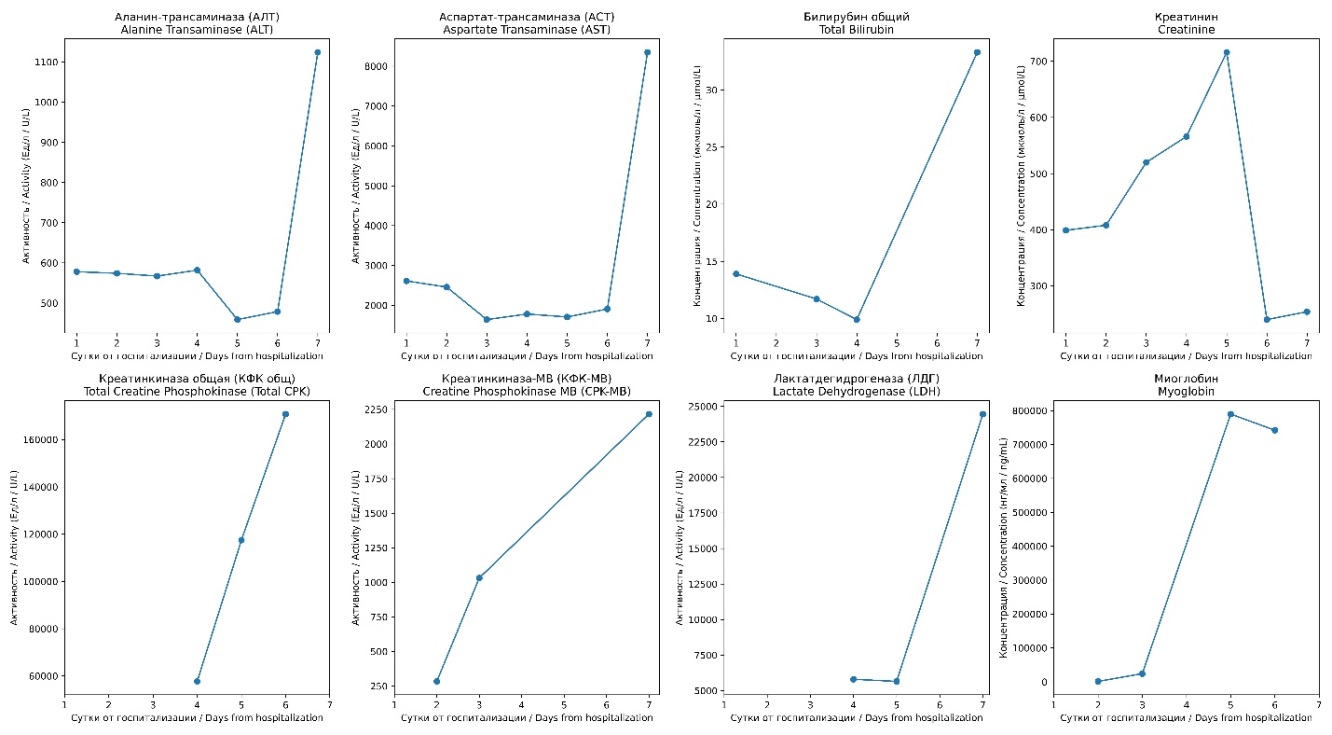 Аланин-трансаминаза (АЛТ)
Alanine Transaminase (ALT)
Активность / Activity (Ед/л / U/L)
1100
1000
900
800
700
600
500
1 2 3 4 5 6 7
Сутки от госпитализации / Days from hospitalization
Аспартат-трансаминаза (АСТ)
Aspartate Transaminase (AST)
Активность / Activity (Ед/л / U/L)
8000
7000
6000
5000
4000
3000
2000
1 2 3 4 5 6 7
Сутки от госпитализации / Days from hospitalization
Билирубин общий
Total Bilirubin
Концентрация / Concentration (мкмоль/л / μmol/L)
30
25
20
15
10
1 2 3 4 5 6 7
Сутки от госпитализации / Days from hospitalization
Креатинин
Creatinine
Концентрация / Concentration (мкмоль/л / μmol/L)
700
600
500
400
300
1 2 3 4 5 6 7
Сутки от госпитализации / Days from hospitalization
Креатинкиназа общая (КФК общ)
Total Creatine Phosphokinase (Total CPK)
Активность / Activity (Ед/л / U/L)
160000
140000
120000
100000
80000
60000
1 2 3 4 5 6 7
Сутки от госпитализации / Days from hospitalization
Креатинкиназа-МВ (КФК-МВ)
Creatine Phosphokinase MB (CPK-MB)
Активность / Activity (Ед/л / U/L)
2250
2000
1750
1500
1250
1000
750
500
250
1 2 3 4 5 6 7
Сутки от госпитализации / Days from hospitalization
Лактатдегидрогеназа (ЛДГ)
Lactate Dehydrogenase (LDH)
Активность / Activity (Ед/л / U/L)
25000
22500
20000
17500
15000
12500
10000
7500
5000
1 2 3 4 5 6 7
Сутки от госпитализации / Days from hospitalization
Миоглобин
Myoglobin
Концентрация / Concentration (нг/мл / ng/mL)
800000
700000
600000
500000
400000
300000
200000
100000
0
1 2 3 4 5 6 7
Сутки от госпитализации / Days from hospitalization